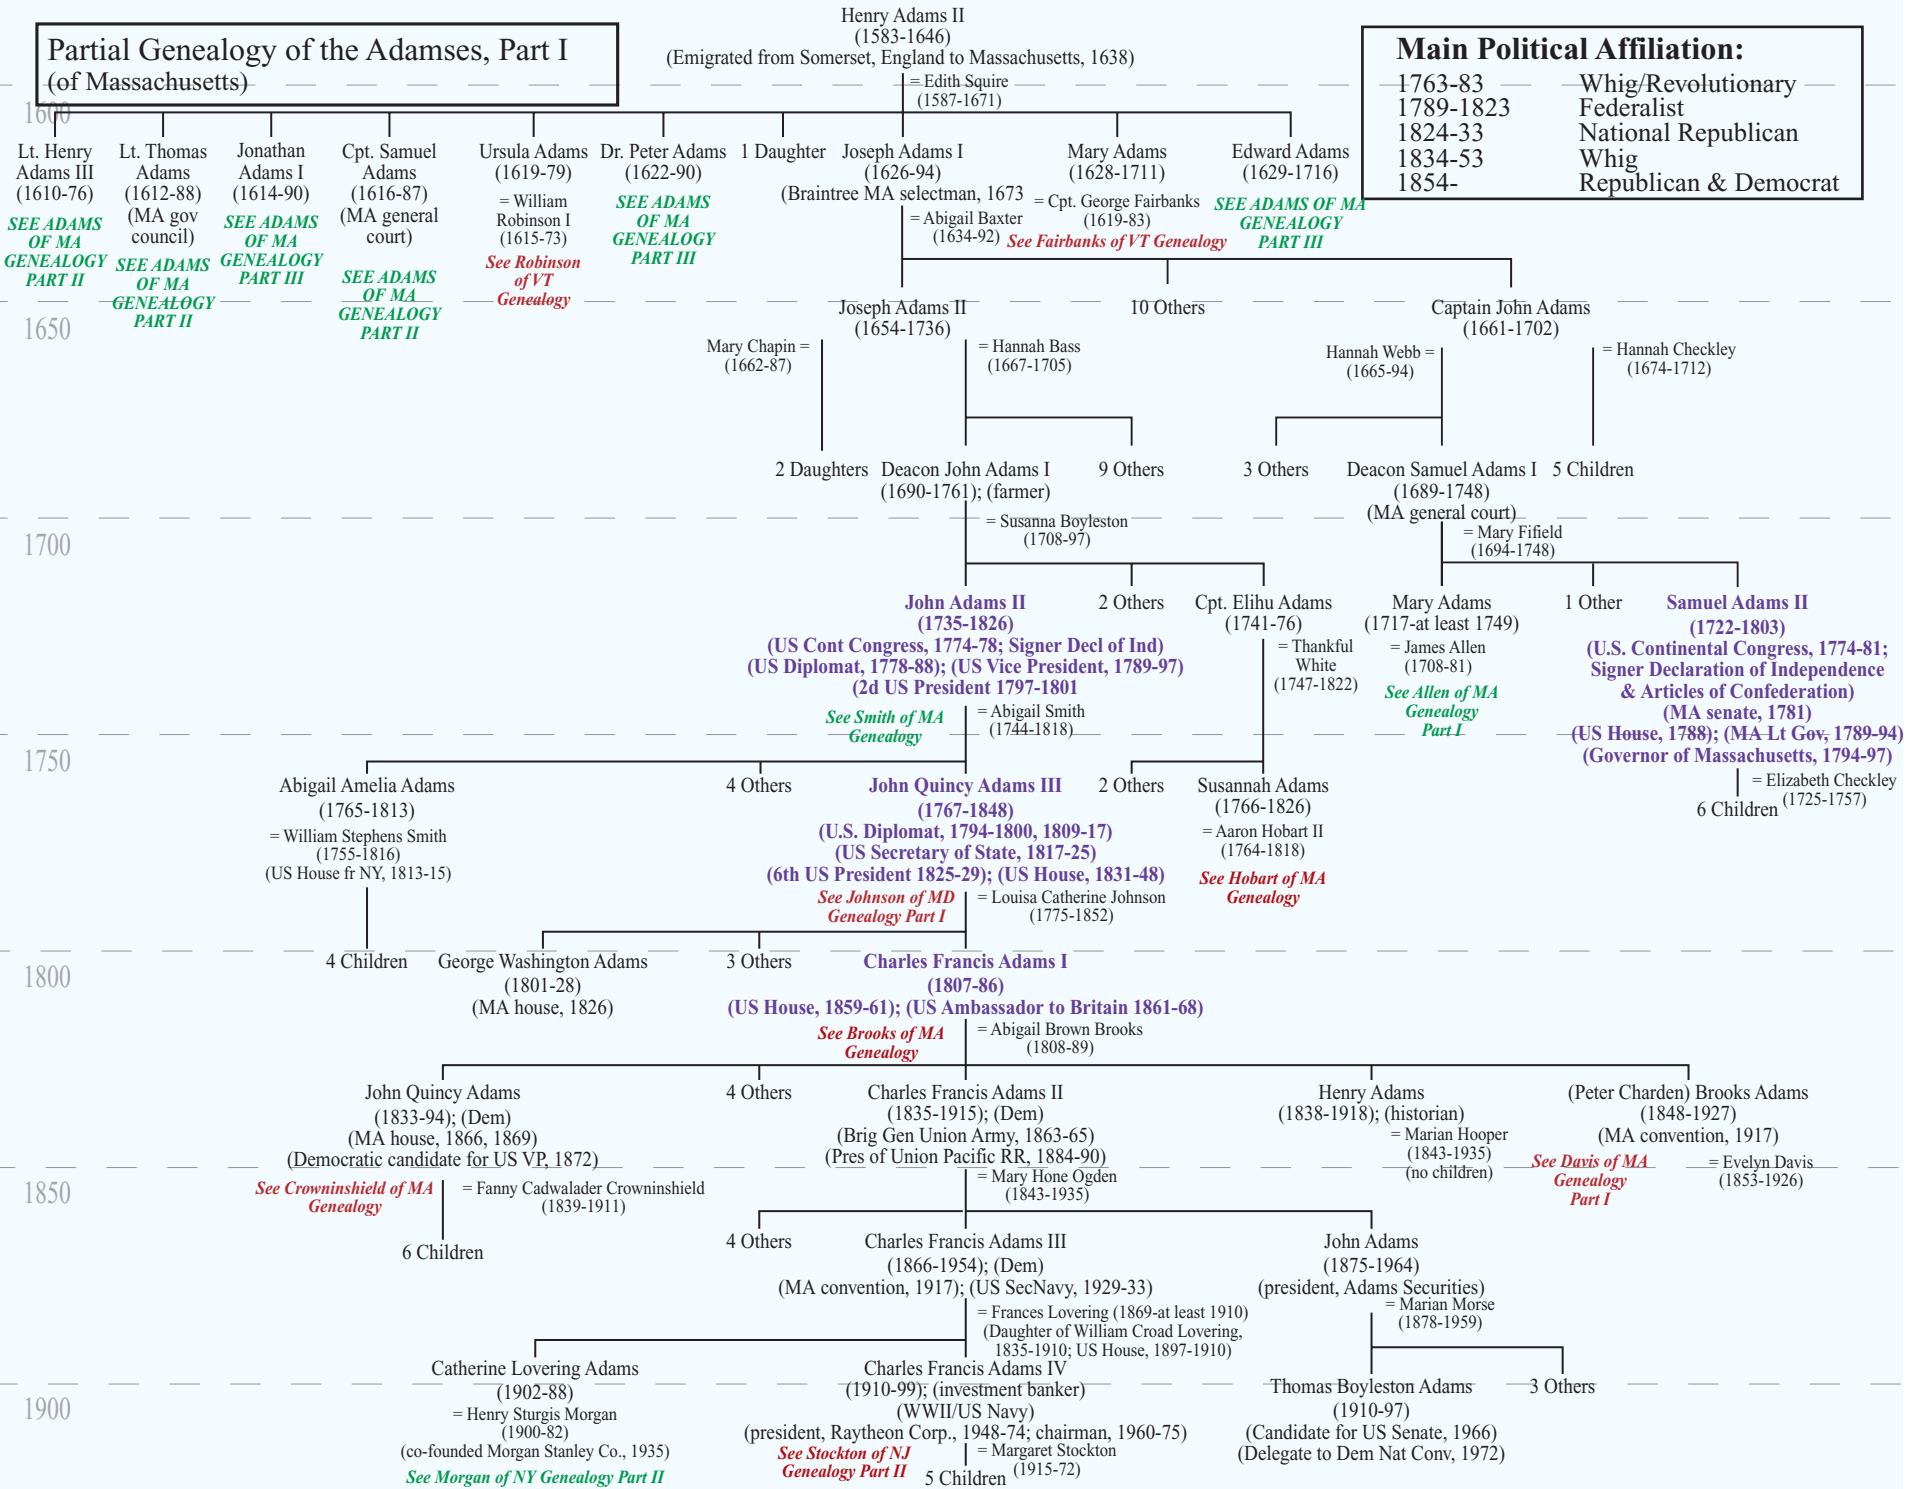 Partial Genealogy of the Adamses, Part I
(of Massachusetts)
Henry Adams II
(1583-1646)
(Emigrated from Somerset, England to Massachusetts, 1638)
= Edith Squire
(1587-1671)
Main Political Affiliation:
1763-83 Whig/Revolutionary
1789-1823 Federalist
1824-33 National Republican
1834-53 Whig
1854- Republican & Democrat
1600
Lt. Henry
Adams III
(1610-76)
SEE ADAMS
OF MA
GENEALOGY
PART II
Lt. Thomas
Adams
(1612-88)
(MA gov
council)
SEE ADAMS
OF MA
GENEALOGY
PART II
Jonathan
Adams I
(1614-90)
SEE ADAMS
OF MA
GENEALOGY
PART III
Cpt. Samuel
Adams
(1616-87)
(MA general
court)
SEE ADAMS
OF MA
GENEALOGY
PART II
Ursula Adams
(1619-79)
= William
Robinson I
(1615-73)
See Robinson
of VT
Genealogy
Dr. Peter Adams
(1622-90)
SEE ADAMS
OF MA
GENEALOGY
PART III
1 Daughter
Joseph Adams I
(1626-94)
(Braintree MA selectman, 1673
= Abigail Baxter
(1634-92)
Mary Adams
(1628-1711)
= Cpt. George Fairbanks
(1619-83)
See Fairbanks of VT Genealogy
Edward Adams
(1629-1716)
SEE ADAMS OF MA
GENEALOGY
PART III
1650
Joseph Adams II
(1654-1736)
10 Others
Captain John Adams
(1661-1702)
Mary Chapin =
(1662-87)
= Hannah Bass
(1667-1705)
Hannah Webb =
(1665-94)
= Hannah Checkley
(1674-1712)
2 Daughters
Deacon John Adams I
(1690-1761); (farmer)
9 Others
3 Others
Deacon Samuel Adams I
(1689-1748)
(MA general court)
5 Children
= Susanna Boyleston
(1708-97)
= Mary Fifield
(1694-1748)
1700
John Adams II
(1735-1826)
(US Cont Congress, 1774-78; Signer Decl of Ind)
(US Diplomat, 1778-88); (US Vice President, 1789-97)
(2d US President 1797-1801
See Smith of MA
Genealogy
= Abigail Smith
(1744-1818)
2 Others
Cpt. Elihu Adams
(1741-76)
= Thankful
White
(1747-1822)
Mary Adams
(1717-at least 1749)
= James Allen
(1708-81)
See Allen of MA
Genealogy
Part I
1 Other
Samuel Adams II
(1722-1803)
(U.S. Continental Congress, 1774-81;
Signer Declaration of Independence
& Articles of Confederation)
(MA senate, 1781)
(US House, 1788); (MA Lt Gov, 1789-94)
(Governor of Massachusetts, 1794-97)
= Elizabeth Checkley
(1725-1757)
6 Children
1750
Abigail Amelia Adams
(1765-1813)
= William Stephens Smith
(1755-1816)
(US House fr NY, 1813-15)
4 Others
John Quincy Adams III
(1767-1848)
(U.S. Diplomat, 1794-1800, 1809-17)
(US Secretary of State, 1817-25)
(6th US President 1825-29); (US House, 1831-48)
See Johnson of MD
Genealogy Part I
= Louisa Catherine Johnson
(1775-1852)
2 Others
Susannah Adams
(1766-1826)
= Aaron Hobart II
(1764-1818)
See Hobart of MA
Genealogy
1800
4 Children
George Washington Adams
(1801-28)
(MA house, 1826)
3 Others
Charles Francis Adams I
(1807-86)
(US House, 1859-61); (US Ambassador to Britain 1861-68)
See Brooks of MA
Genealogy
= Abigail Brown Brooks
(1808-89)
John Quincy Adams
(1833-94); (Dem)
(MA house, 1866, 1869)
(Democratic candidate for US VP, 1872)
See Crowninshield of MA
Genealogy
= Fanny Cadwalader Crowninshield
(1839-1911)
6 Children
4 Others
Charles Francis Adams II
(1835-1915); (Dem)
(Brig Gen Union Army, 1863-65)
(Pres of Union Pacific RR, 1884-90)
= Mary Hone Ogden
(1843-1935)
Henry Adams
(1838-1918); (historian)
= Marian Hooper
(1843-1935)
(no children)
(Peter Charden) Brooks Adams
(1848-1927)
(MA convention, 1917)
See Davis of MA
Genealogy
Part I
= Evelyn Davis
(1853-1926)
1850
4 Others
Charles Francis Adams III
(1866-1954); (Dem)
(MA convention, 1917); (US SecNavy, 1929-33)
= Frances Lovering (1869-at least 1910)
(Daughter of William Croad Lovering,
1835-1910; US House, 1897-1910)
John Adams
(1875-1964)
(president, Adams Securities)
= Marian Morse
(1878-1959)
1900
Catherine Lovering Adams
(1902-88)
= Henry Sturgis Morgan
(1900-82)
(co-founded Morgan Stanley Co., 1935)
See Morgan of NY Genealogy Part II
Charles Francis Adams IV
(1910-99); (investment banker)
(WWII/US Navy)
(president, Raytheon Corp., 1948-74; chairman, 1960-75)
See Stockton of NJ
Genealogy Part II
= Margaret Stockton
(1915-72)
5 Children
Thomas Boyleston Adams
(1910-97)
(Candidate for US Senate, 1966)
(Delegate to Dem Nat Conv, 1972)
3 Others